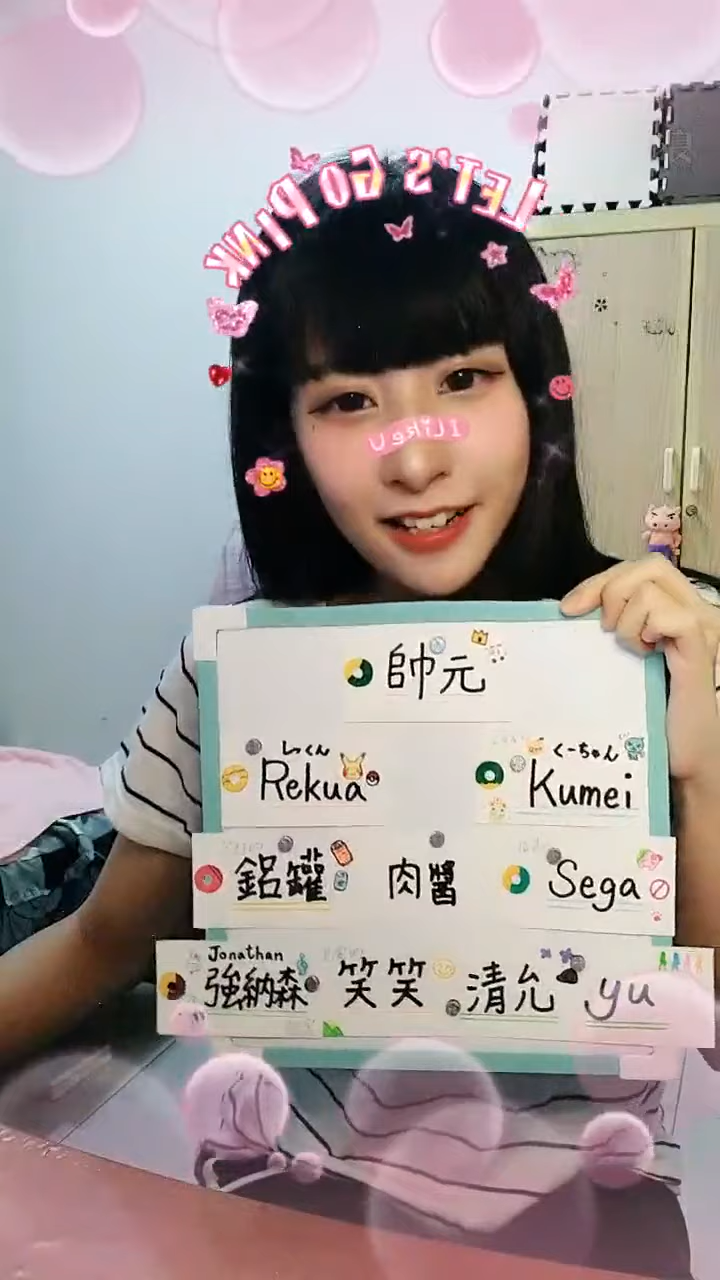 LET'S GO PINK
I LiKe U
帥元
しっくん くーちゃん
Rekua Kumei
鋁罐 肉醬 Sega
Jonathan
強納森 笑笑 清允 yu